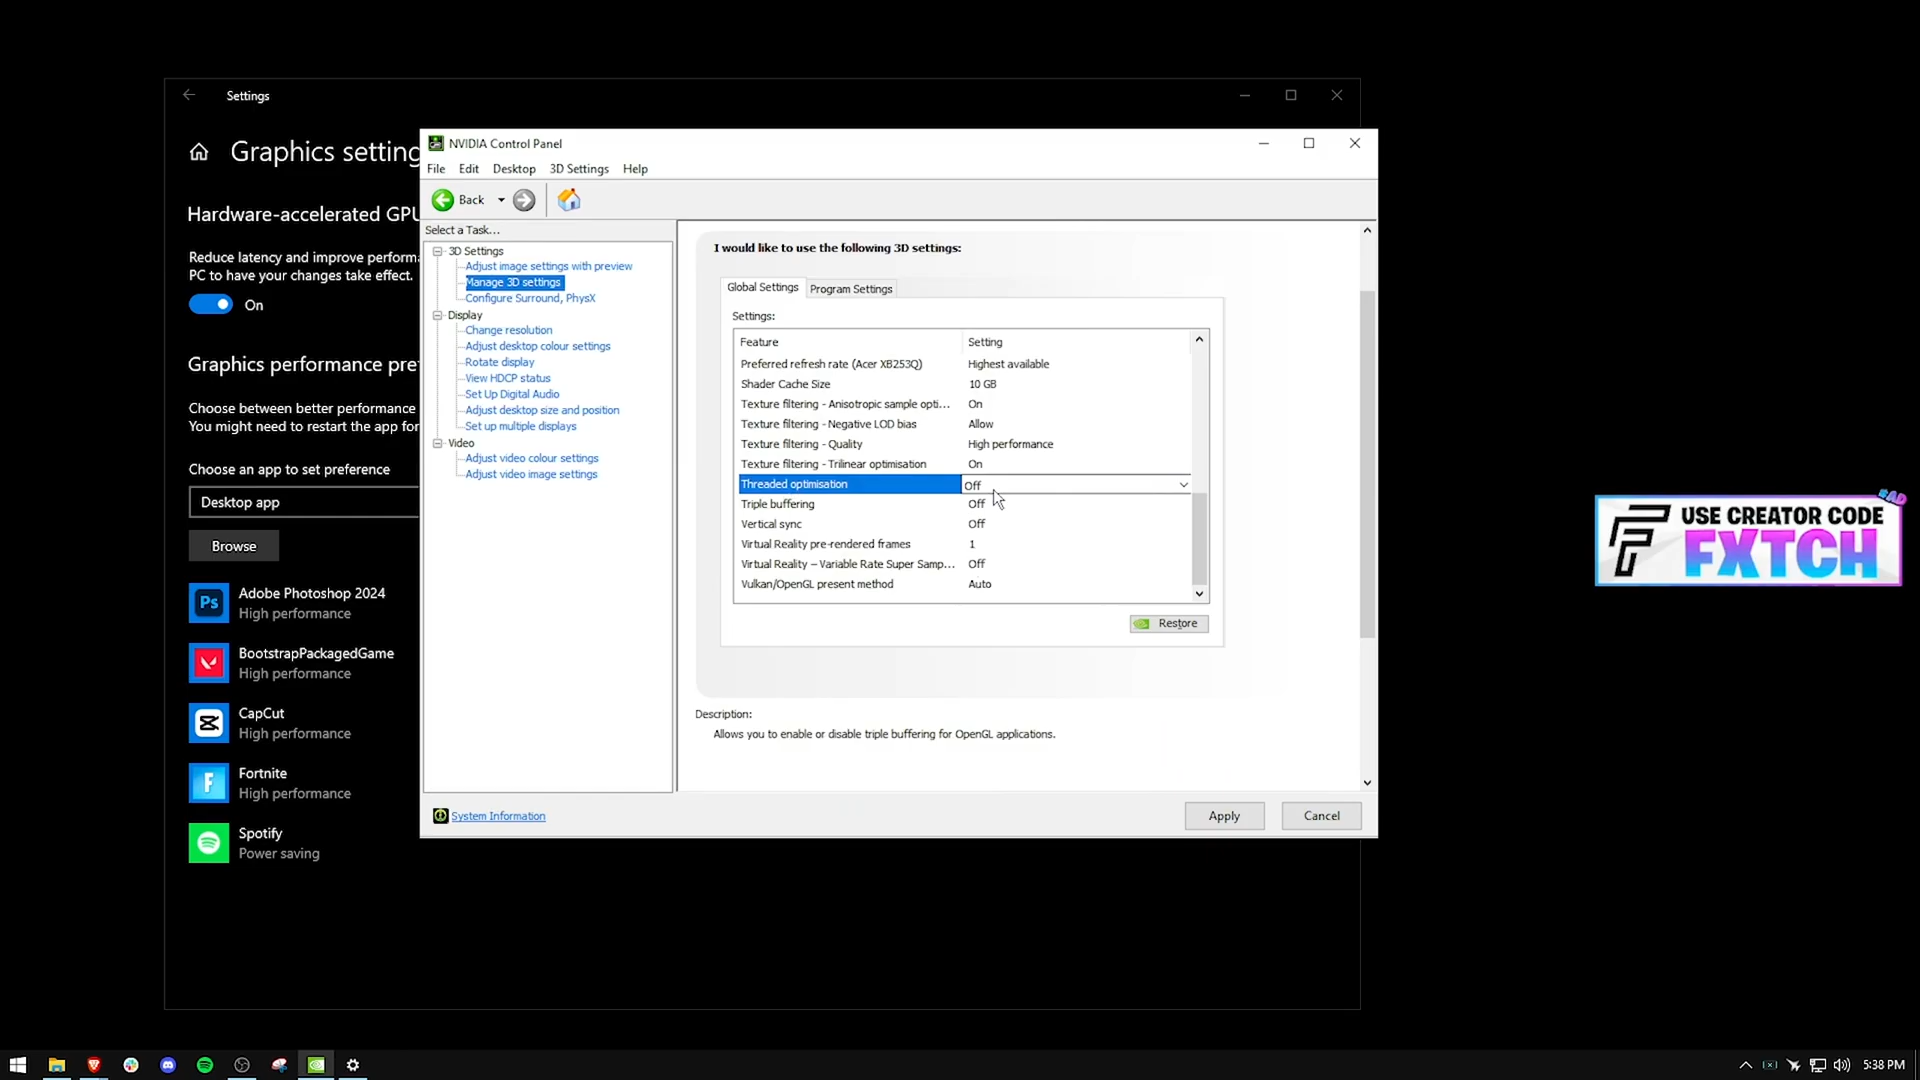 Settings
Graphics setting
Hardware-accelerated GPU
Reduce latency and improve performa
PC to have your changes take effect.
On
Graphics performance pre
Choose between better performance
You might need to restart the app for
Choose an app to set preference
Desktop app
Browse
Ps
Adobe Photoshop 2024
High performance
BootstrapPackagedGame
High performance
CapCut
High performance
F
Fortnite
High performance
Spotify
Power saving
NVIDIA Control Panel
File Edit Desktop 3D Settings Help
Back
Select a Task...
3D Settings
Adjust image settings with preview
Manage 3D settings
Configure Surround, PhysX
Display
Change resolution
Adjust desktop colour settings
Rotate display
View HDCP status
Set Up Digital Audio
Adjust desktop size and position
Set up multiple displays
Video
Adjust video colour settings
Adjust video image settings
System Information
I would like to use the following 3D settings:
Global Settings Program Settings
Settings:
Feature Setting
Preferred refresh rate (Acer XB253Q) Highest available
Shader Cache Size 10 GB
Texture filtering - Anisotropic sample opti... On
Texture filtering - Negative LOD bias Allow
Texture filtering - Quality High performance
Texture filtering - Trilinear optimisation On
Threaded optimisation Off
Triple buffering Off
Vertical sync Off
Virtual Reality pre-rendered frames 1
Virtual Reality – Variable Rate Super Samp... Off
Vulkan/OpenGL present method Auto
Restore
Description:
Allows you to enable or disable triple buffering for OpenGL applications.
Apply Cancel
#AD
USE CREATOR CODE
FXTCH
5:38 PM